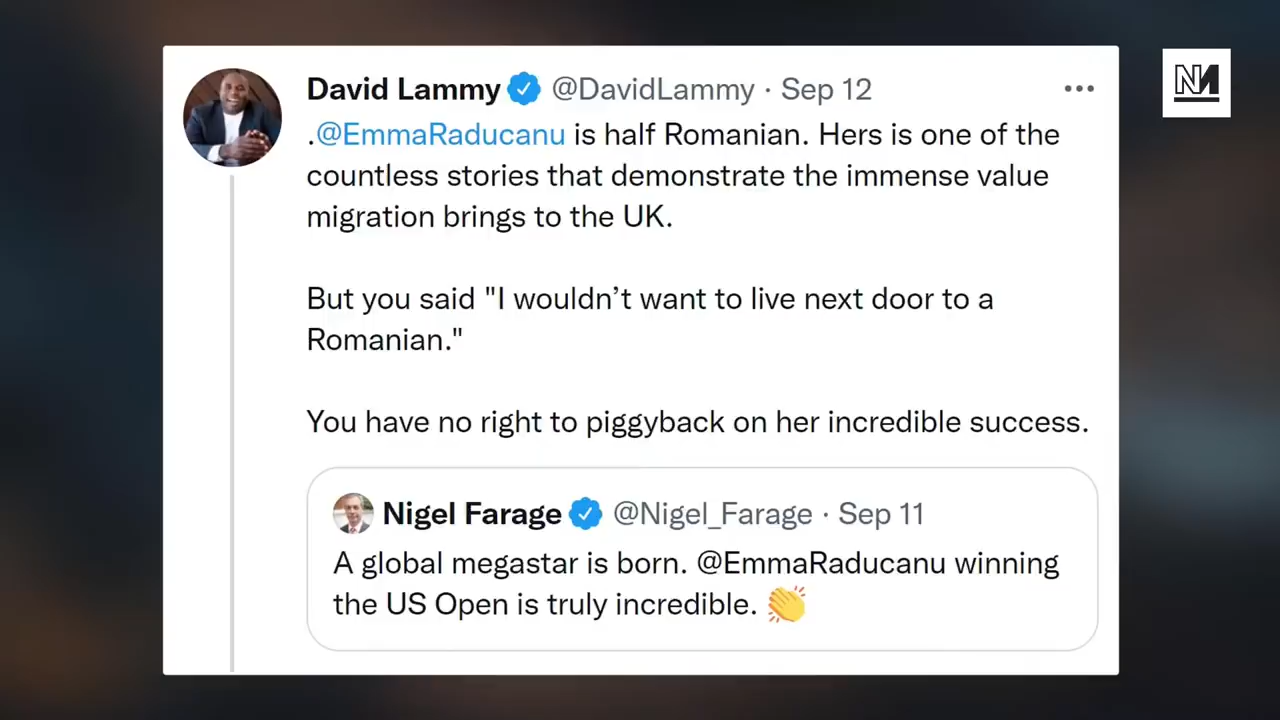 David Lammy @DavidLammy · Sep 12
.@EmmaRaducanu is half Romanian. Hers is one of the
countless stories that demonstrate the immense value
migration brings to the UK.
But you said "I wouldn’t want to live next door to a
Romanian."
You have no right to piggyback on her incredible success.
Nigel Farage @Nigel_Farage · Sep 11
A global megastar is born. @EmmaRaducanu winning
the US Open is truly incredible. 👏
NM